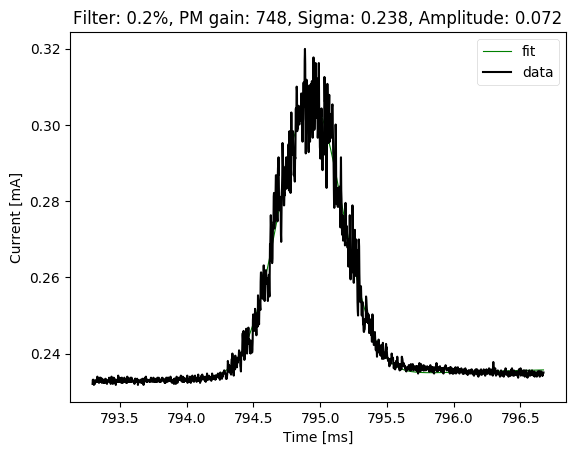 Filter: 0.2%, PM gain: 748, Sigma: 0.238, Amplitude: 0.072
fit
data
0.32
0.30
0.28
0.26
0.24
Current [mA]
793.5 794.0 794.5 795.0 795.5 796.0 796.5
Time [ms]